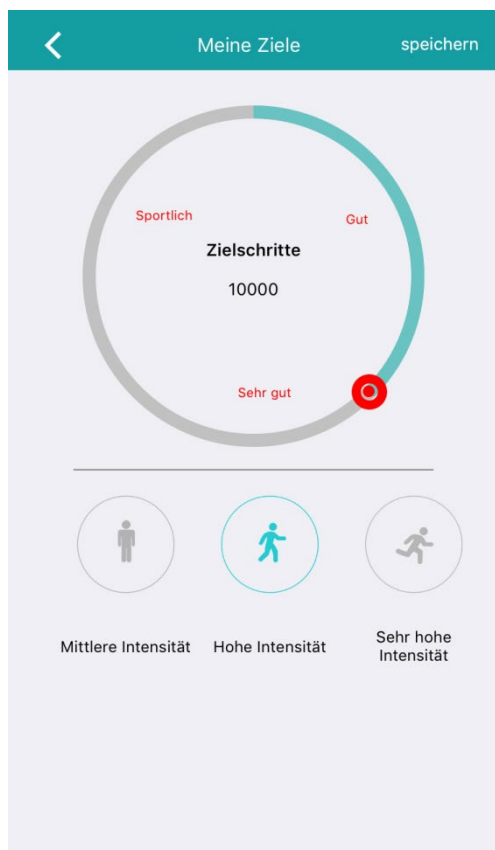 Meine Ziele
speichern
Sportlich
Gut
Zielschritte
10000
Sehr gut
Mittlere Intensität
Hohe Intensität
Sehr hohe
Intensität